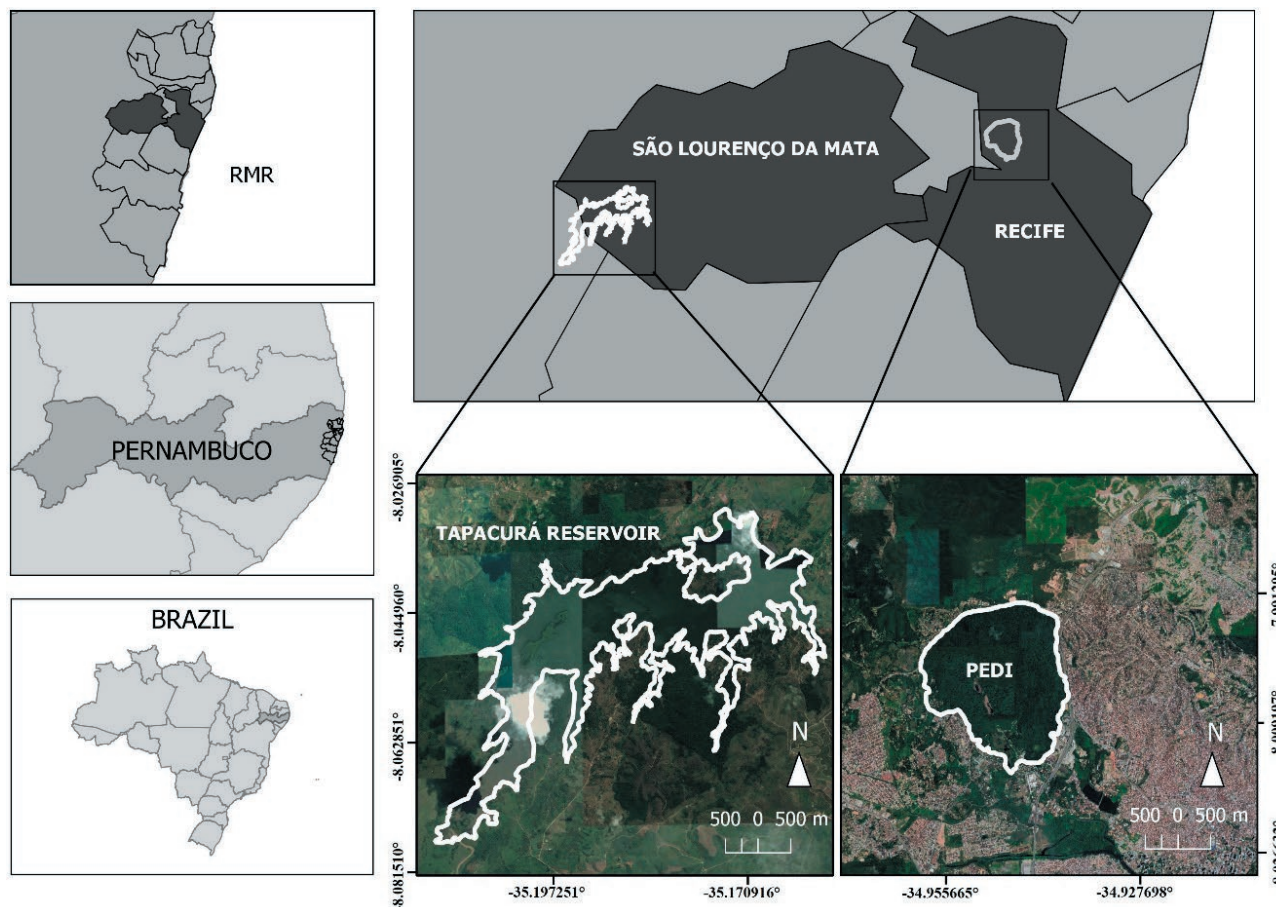 RMR
SÃO LOURENÇO DA MATA
RECIFE
PERNAMBUCO
BRAZIL
TAPACURÁ RESERVOIR
N
500 0 500 m
-8.026905°
-8.044960°
-8.062851°
-8.081510°
-35.197251°
-35.170916°
PEDI
N
500 0 500 m
-34.955665°
-34.927698°